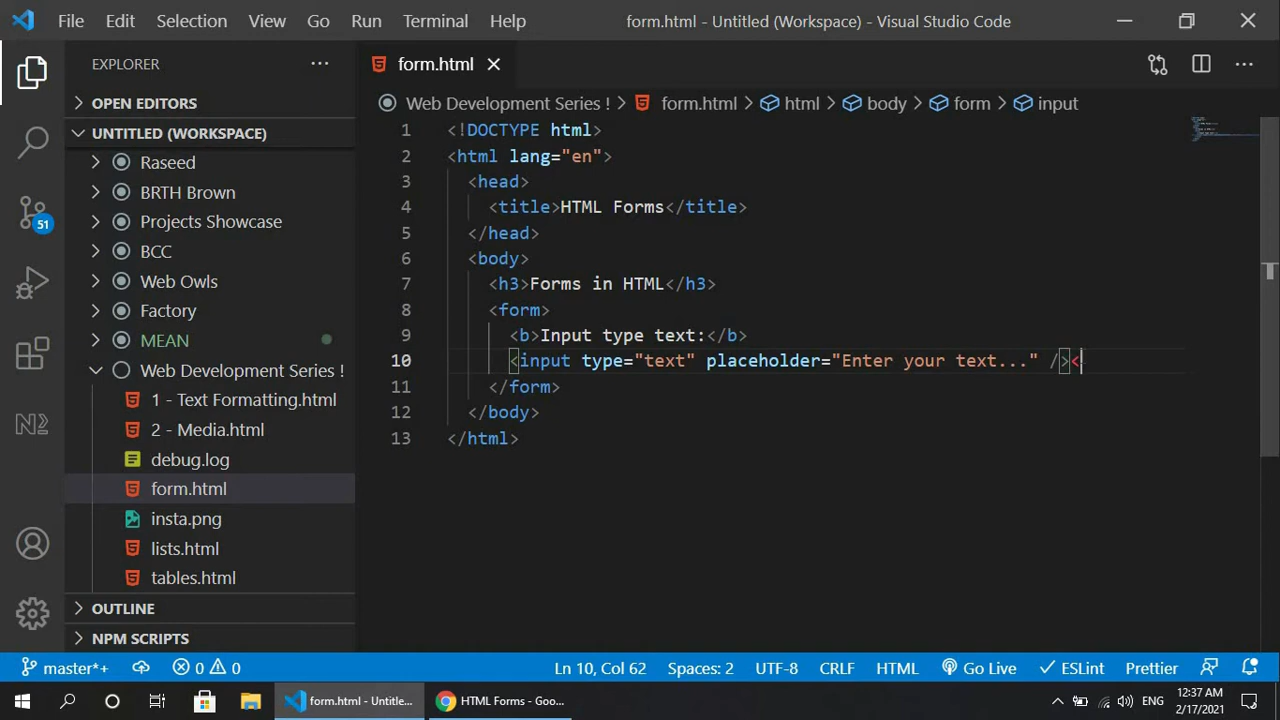 File Edit Selection View Go Run Terminal Help form.html - Untitled (Workspace) - Visual Studio Code
EXPLORER
form.html
OPEN EDITORS
Web Development Series ! > form.html > html > body > form > input
UNTITLED (WORKSPACE)
Raseed
BRTH Brown
Projects Showcase
BCC
Web Owls
Factory
MEAN
Web Development Series !
1 - Text Formatting.html
2 - Media.html
debug.log
form.html
insta.png
lists.html
tables.html
OUTLINE
NPM SCRIPTS
51
1 <!DOCTYPE html>
2 <html lang="en">
3 <head>
4 <title>HTML Forms</title>
5 </head>
6 <body>
7 <h3>Forms in HTML</h3>
8 <form>
9 <b>Input type text:</b>
10 <input type="text" placeholder="Enter your text..." /><
11 </form>
12 </body>
13 </html>
master*+ 0 0 Ln 10, Col 62 Spaces: 2 UTF-8 CRLF HTML Go Live ESLint Prettier
form.html - Untitle... HTML Forms - Goo... ENG 12:37 AM
2/17/2021